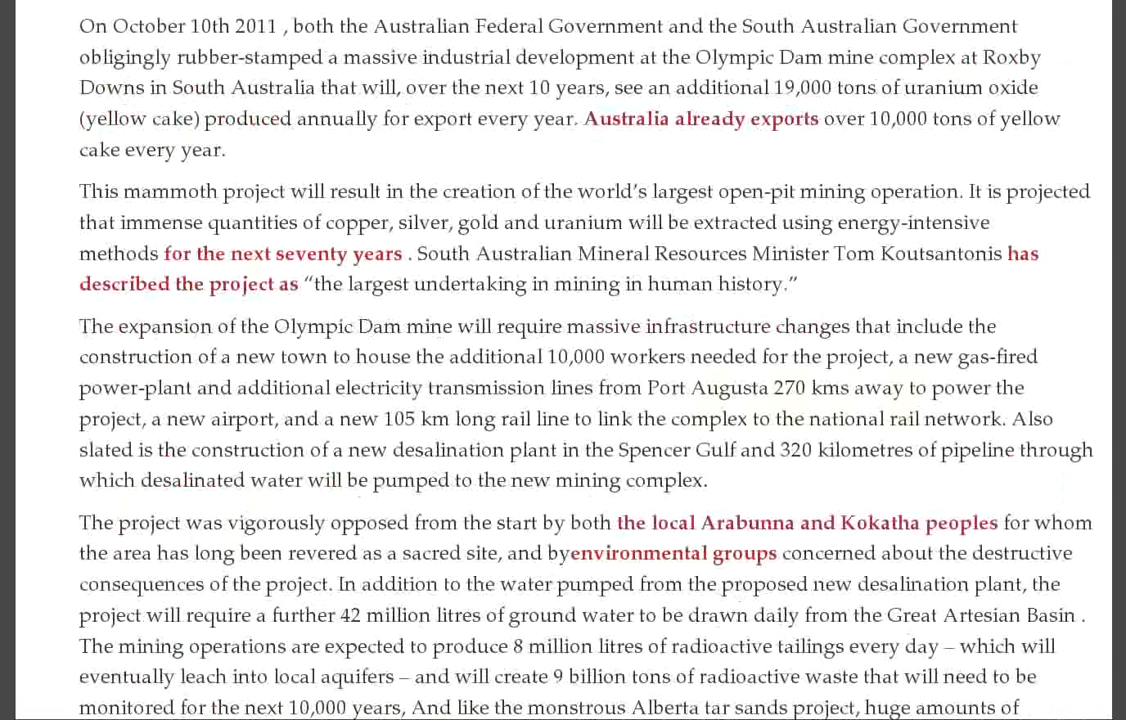 On October 10th 2011 , both the Australian Federal Government and the South Australian Government
obligingly rubber-stamped a massive industrial development at the Olympic Dam mine complex at Roxby
Downs in South Australia that will, over the next 10 years, see an additional 19,000 tons of uranium oxide
(yellow cake) produced annually for export every year. Australia already exports over 10,000 tons of yellow
cake every year.
This mammoth project will result in the creation of the world's largest open-pit mining operation. It is projected
that immense quantities of copper, silver, gold and uranium will be extracted using energy-intensive
methods for the next seventy years . South Australian Mineral Resources Minister Tom Koutsantonis has
described the project as “the largest undertaking in mining in human history.”
The expansion of the Olympic Dam mine will require massive infrastructure changes that include the
construction of a new town to house the additional 10,000 workers needed for the project, a new gas-fired
power-plant and additional electricity transmission lines from Port Augusta 270 kms away to power the
project, a new airport, and a new 105 km long rail line to link the complex to the national rail network. Also
slated is the construction of a new desalination plant in the Spencer Gulf and 320 kilometres of pipeline through
which desalinated water will be pumped to the new mining complex.
The project was vigorously opposed from the start by both the local Arabunna and Kokatha peoples for whom
the area has long been revered as a sacred site, and byenvironmental groups concerned about the destructive
consequences of the project. In addition to the water pumped from the proposed new desalination plant, the
project will require a further 42 million litres of ground water to be drawn daily from the Great Artesian Basin .
The mining operations are expected to produce 8 million litres of radioactive tailings every day – which will
eventually leach into local aquifers – and will create 9 billion tons of radioactive waste that will need to be
monitored for the next 10,000 years, And like the monstrous Alberta tar sands project, huge amounts of